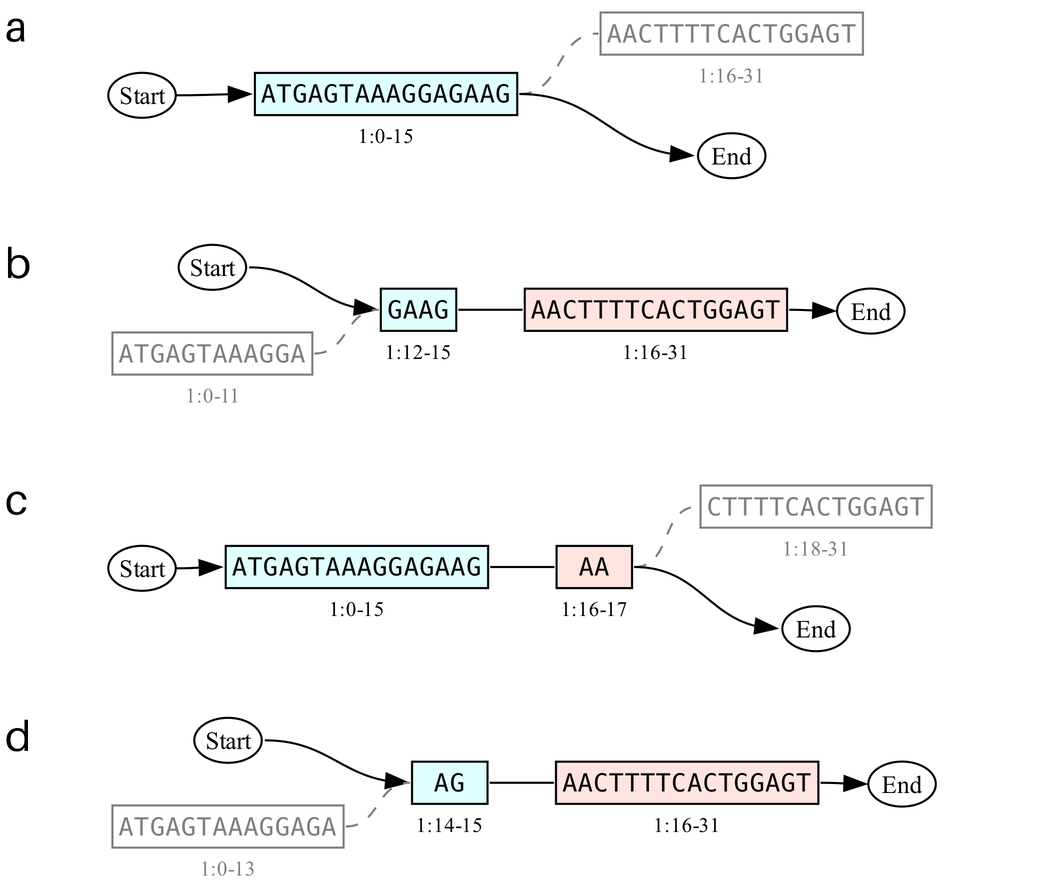 a
AACTTTTCACTGGAGT
1:16-31
Start
ATGAGTAAAGGAGAAG
1:0-15
End
b
Start
GAAG
1:12-15
AACTTTTCACTGGAGT
1:16-31
End
ATGAGTAAAGGA
1:0-11
c
CTTTTCACTGGAGT
1:18-31
Start
ATGAGTAAAGGAGAAG
1:0-15
AA
1:16-17
End
d
Start
AG
1:14-15
AACTTTTCACTGGAGT
1:16-31
End
ATGAGTAAAGGAGA
1:0-13